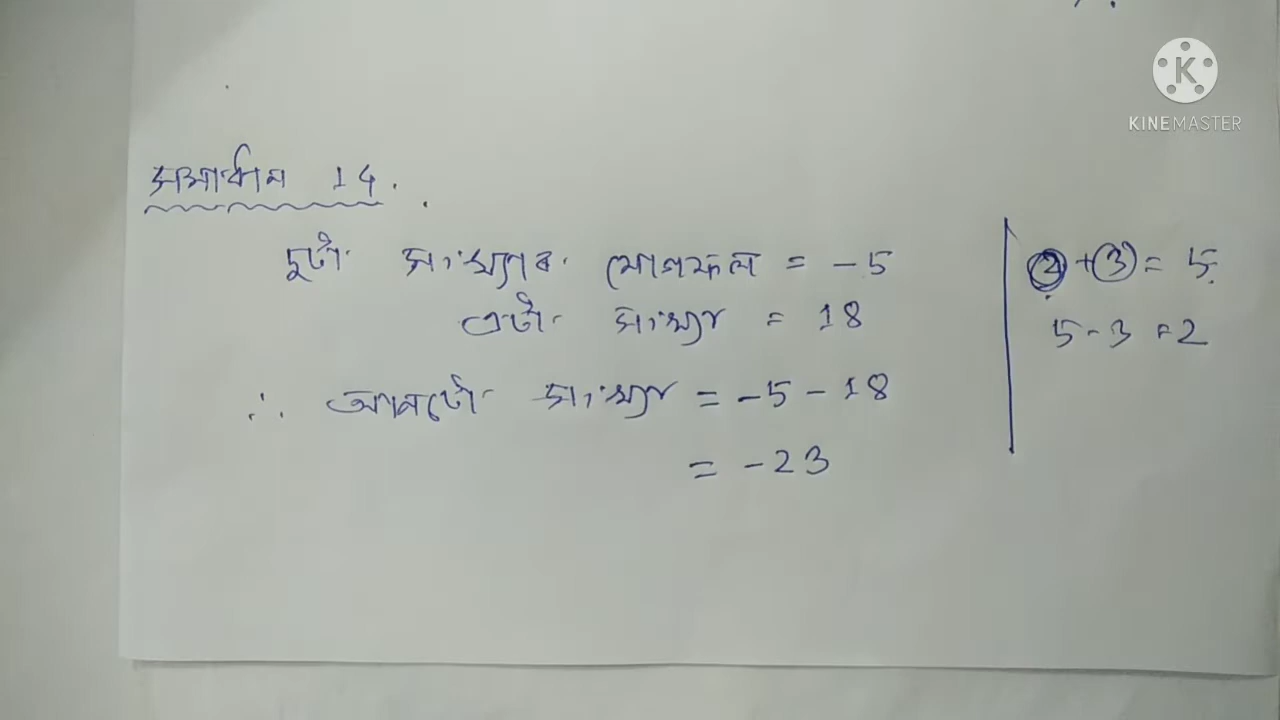 K
KINEMASTER
সমাধান 14.
দুটা সংখ্যাৰ যোগফল = -5
এটা সংখ্যা = 18
∴ আনটো সংখ্যা = -5 - 18
= -23
2 + 3 = 5
5 - 3 = 2